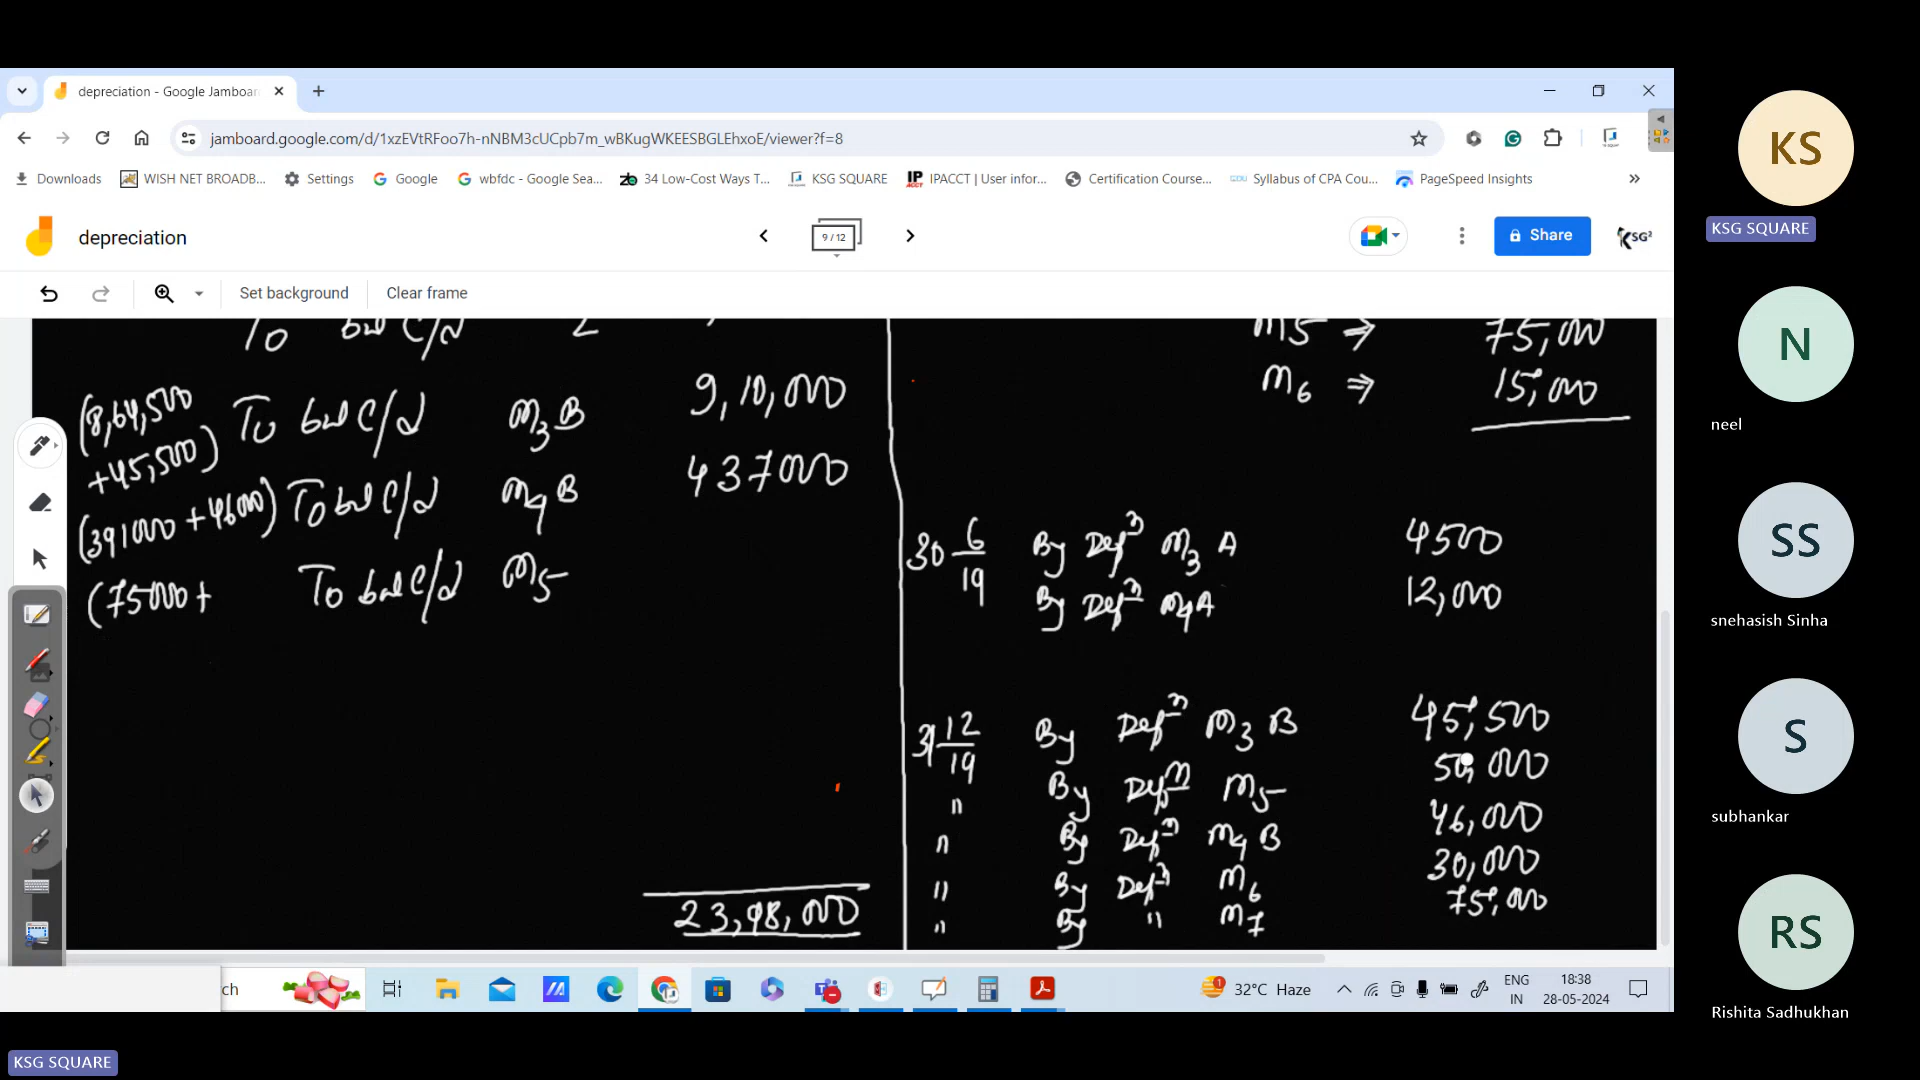 depreciation - Google Jamboar
jamboard.google.com/d/1xzEVtRFoo7h-nNBM3cUCpb7m_wBKugWKEESBGLEhxoE/viewer?f=8
Downloads
WISH NET BROADB...
Settings
Google
wbfdc - Google Sea...
34 Low-Cost Ways T...
KSG SQUARE
IPACCT | User infor...
Certification Course...
Syllabus of CPA Cou...
PageSpeed Insights
depreciation
9 / 12
Share
KSG²
Set background
Clear frame
To bal C/d
(8,64,500 +45,500) To bal C/d M3 B 9,10,000
(391000 + 46000) To bal C/d M4 B 437000
(75000 + To bal C/d M5
23,98,000
M5 ⇒ 75,000
M6 ⇒ 15,000
30 6/19 By Depn M3 A 4500
By Depn M4 A 12,000
31 12/19 By Depn M3 B 45,500
" By Depn M5 50,000
" By Depn M4 B 46,000
" By Depn M6 30,000
" By " M7 75,000
ch
32°C Haze
ENG
IN
18:38
28-05-2024
KS
KSG SQUARE
N
neel
SS
snehasish Sinha
S
subhankar
RS
Rishita Sadhukhan
KSG SQUARE